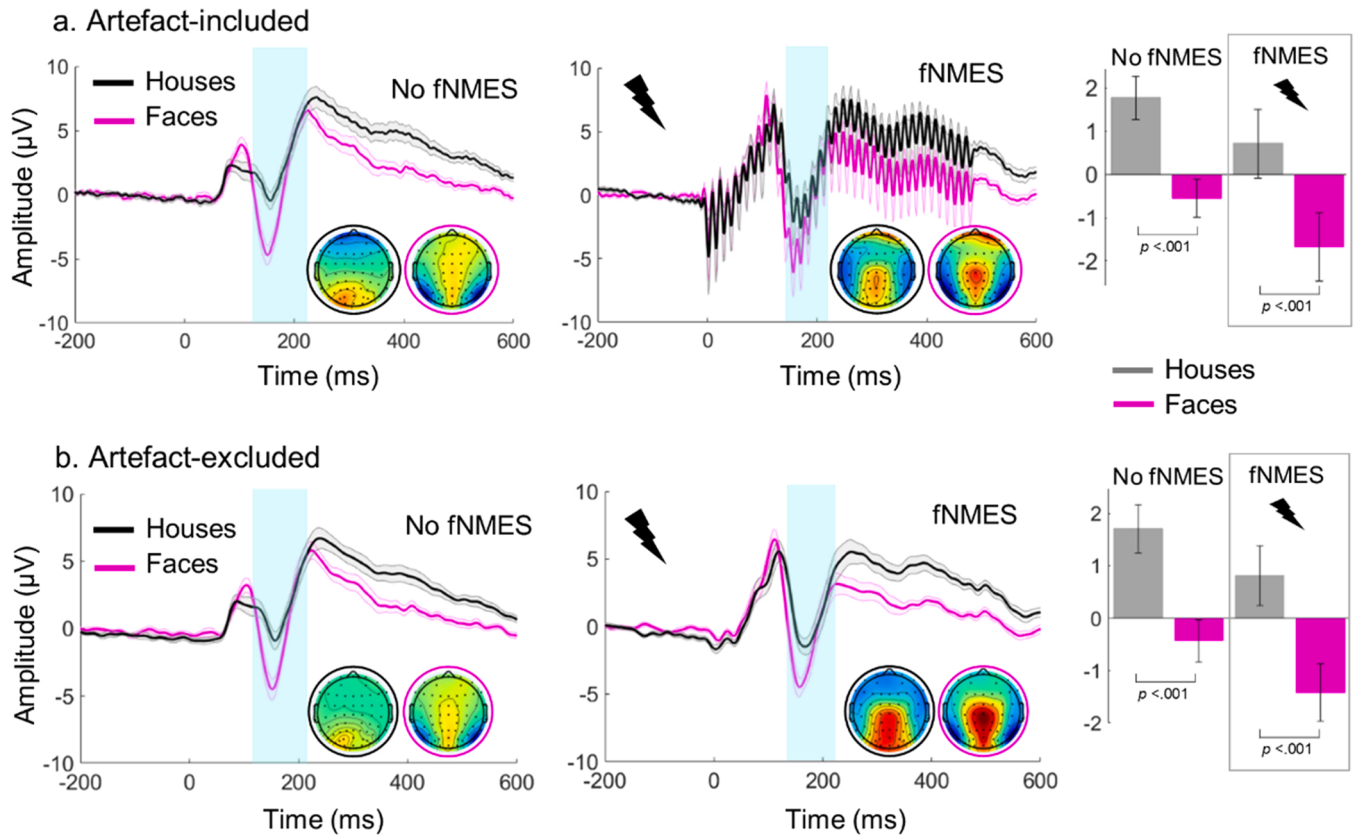 a. Artefact-included
Houses
Faces
No fNMES
Amplitude (µV)
10
5
0
-5
-10
-200
0
200
400
600
Time (ms)
fNMES
10
5
0
-5
-10
-200
0
200
400
600
Time (ms)
No fNMES
fNMES
2
1
0
-1
-2
p <.001
p <.001
Houses
Faces
b. Artefact-excluded
Houses
Faces
No fNMES
Amplitude (µV)
10
5
0
-5
-10
-200
0
200
400
600
Time (ms)
fNMES
10
5
0
-5
-10
-200
0
200
400
600
Time (ms)
No fNMES
fNMES
2
1
0
-1
-2
p <.001
p <.001